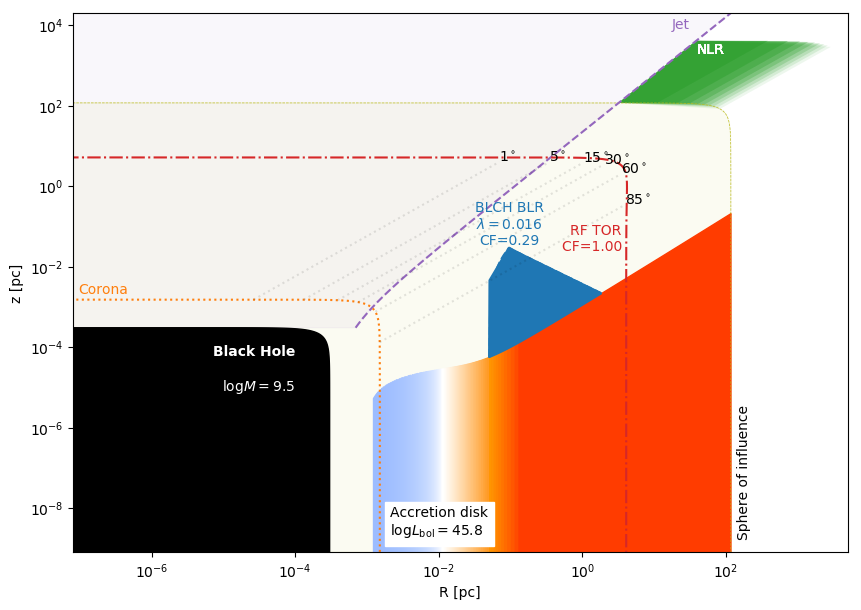 Jet
NLR
1° 5° 15° 30°
60°
85°
BLCH BLR
λ = 0.016
CF=0.29
RF TOR
CF=1.00
Corona
Black Hole
logM = 9.5
Accretion disk
logL_bol = 45.8
Sphere of influence
z [pc]
10^4
10^2
10^0
10^−2
10^−4
10^−6
10^−8
10^−6 10^−4 10^−2 10^0 10^2
R [pc]